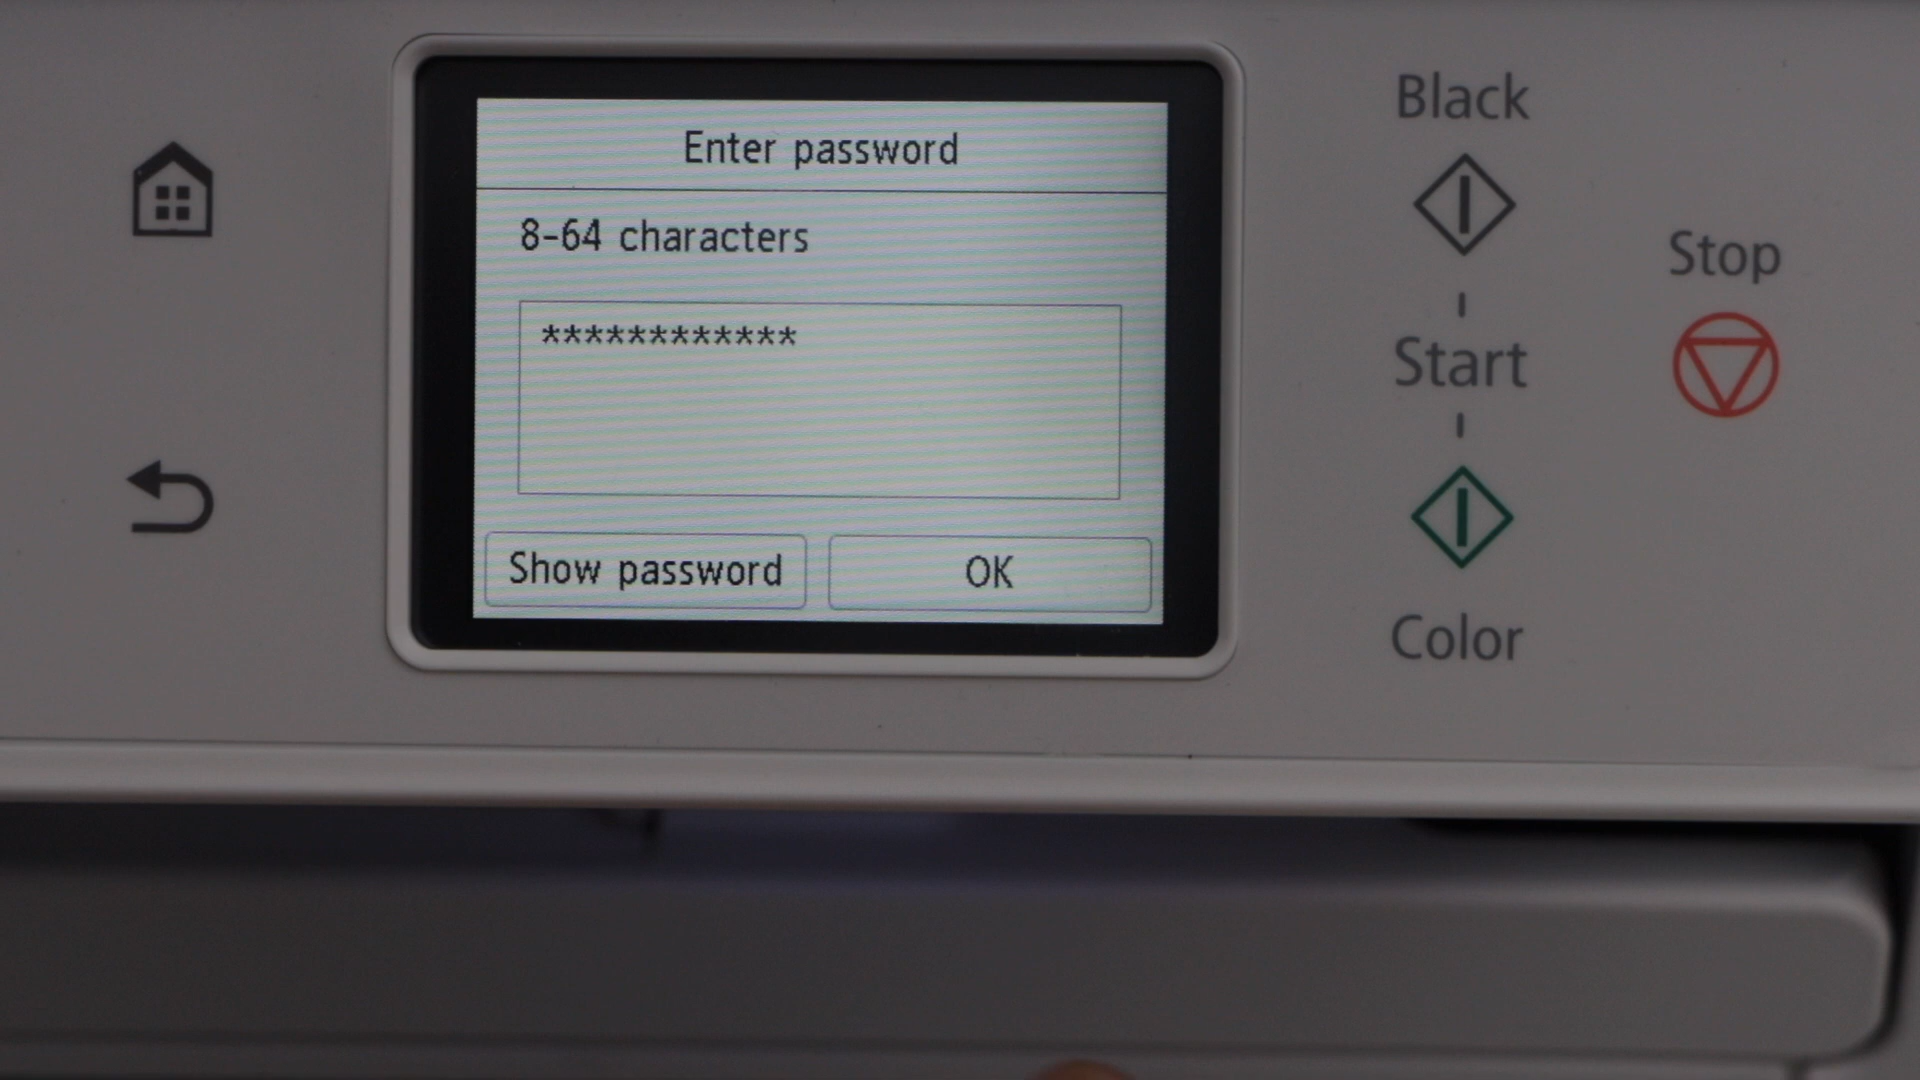 Enter password
8-64 characters
************
Show password
OK
Black
Start
Color
Stop